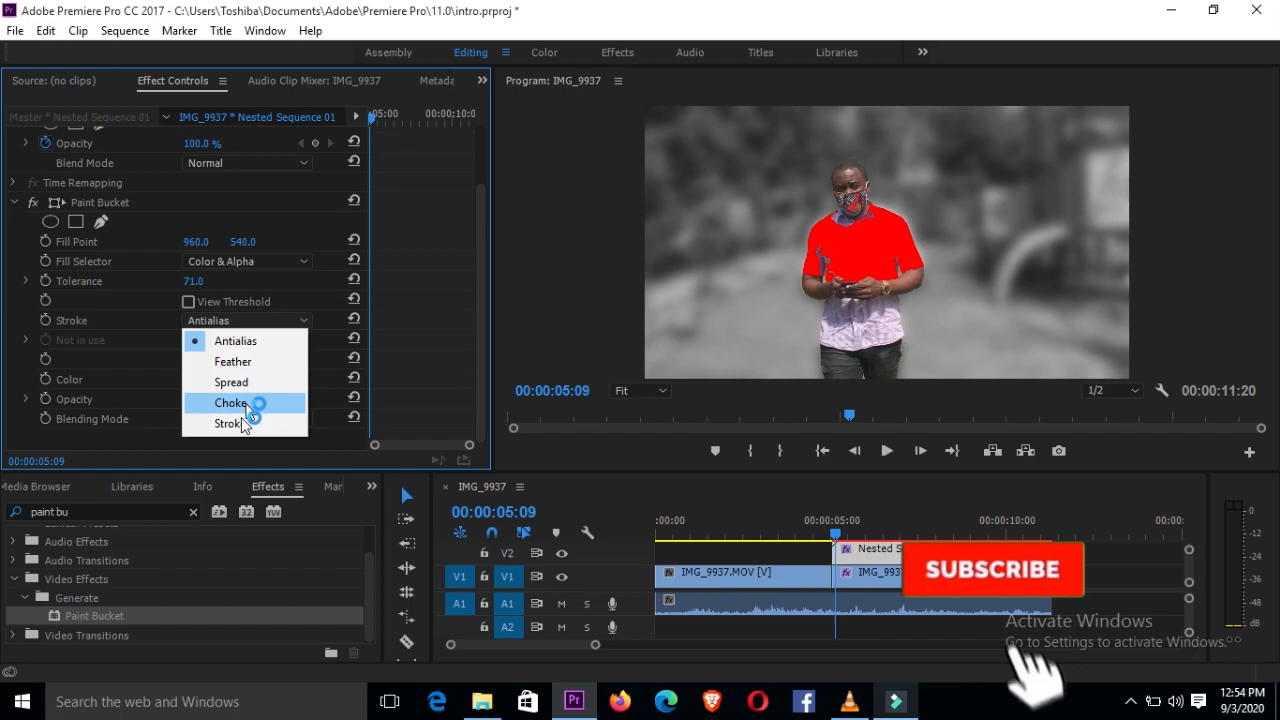 Adobe Premiere Pro CC 2017 - C:\Users\Toshiba\Documents\Adobe\Premiere Pro\11.0\intro.prproj *
File Edit Clip Sequence Marker Title Window Help
Assembly Editing Color Effects Audio Titles Libraries
Source: (no clips) Effect Controls Audio Clip Mixer: IMG_9937 Metada
Program: IMG_9937
Master * Nested Sequence 01 IMG_9937 * Nested Sequence 01
:05:00 00:00:10:0
Opacity 100.0 %
Blend Mode Normal
Time Remapping
fx Paint Bucket
Fill Point 960.0 540.0
Fill Selector Color & Alpha
Tolerance 71.0
View Threshold
Stroke Antialias
Not in use
Antialias
Feather
Spread
Choke
Strok
Color
Opacity
Blending Mode
00:00:05:09
00:00:05:09 Fit 1/2 00:00:11:20
Media Browser Libraries Info Effects Mar
paint bu
Audio Effects
Audio Transitions
Video Effects
Generate
Paint Bucket
Video Transitions
IMG_9937
00:00:05:09
:00:00 00:00:05:00 00:00:10:00 00:00:
V2 Nested S
V1 V1 IMG_9937.MOV [V] IMG_993
A1 A1 M S
A2 M S
SUBSCRIBE
0
-12
-24
-36
-48
dB
Activate Windows
Go to Settings to activate Windows.
Search the web and Windows
12:54 PM
9/3/2020